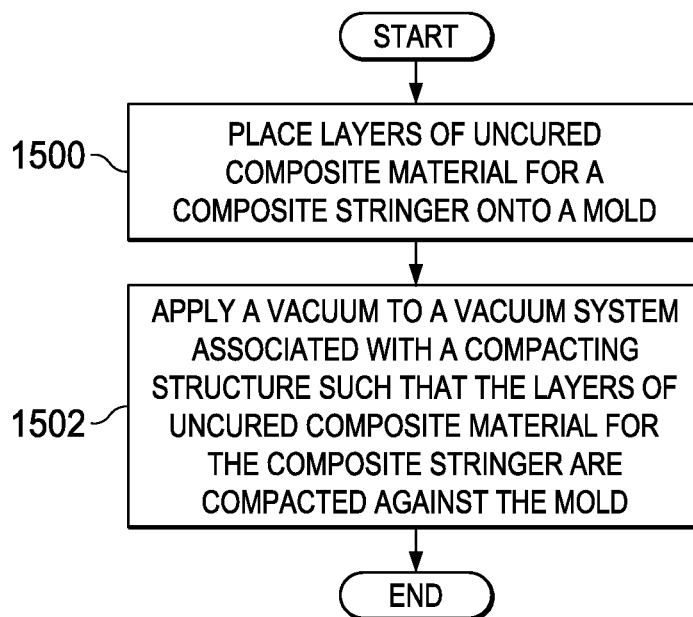 START
1500
PLACE LAYERS OF UNCURED
COMPOSITE MATERIAL FOR A
COMPOSITE STRINGER ONTO A MOLD
1502
APPLY A VACUUM TO A VACUUM SYSTEM
ASSOCIATED WITH A COMPACTING
STRUCTURE SUCH THAT THE LAYERS OF
UNCURED COMPOSITE MATERIAL FOR
THE COMPOSITE STRINGER ARE
COMPACTED AGAINST THE MOLD
END